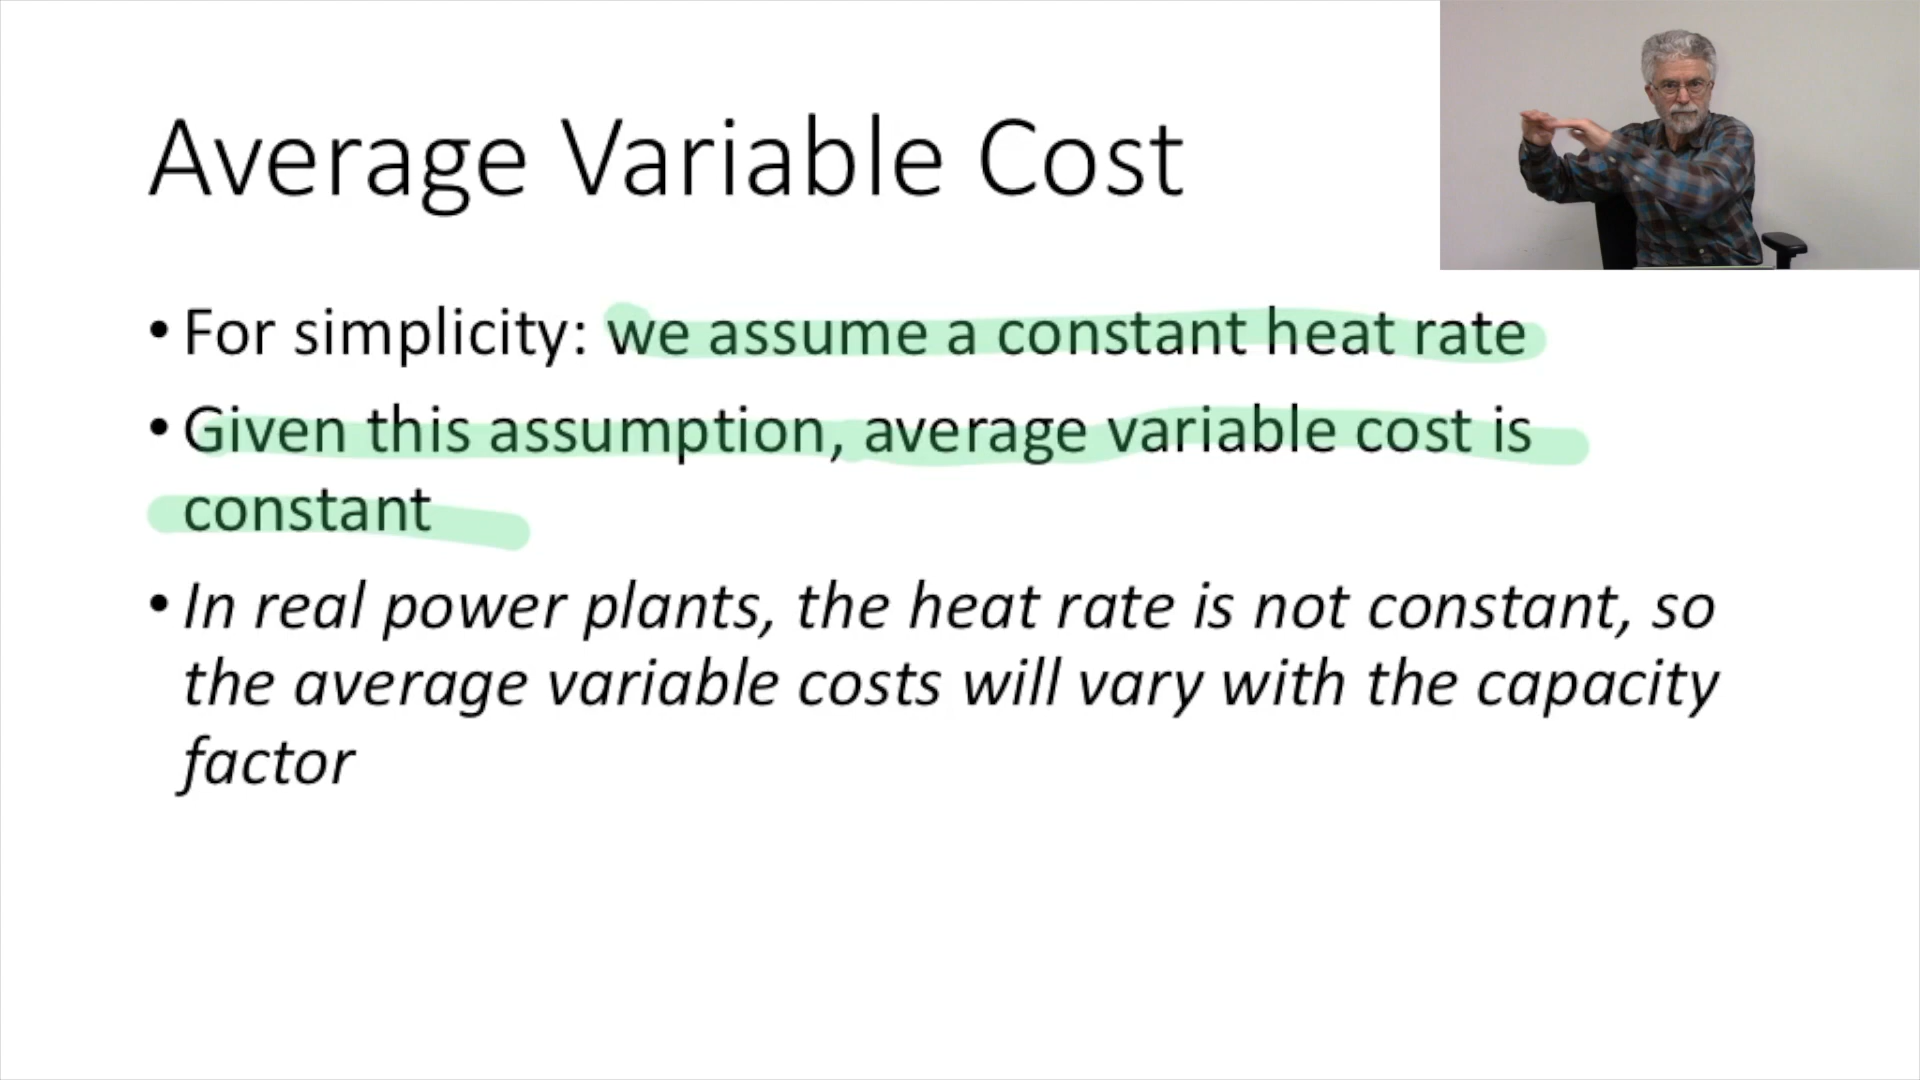 Average Variable Cost
• For simplicity: we assume a constant heat rate
• Given this assumption, average variable cost is
constant
• In real power plants, the heat rate is not constant, so
the average variable costs will vary with the capacity
factor